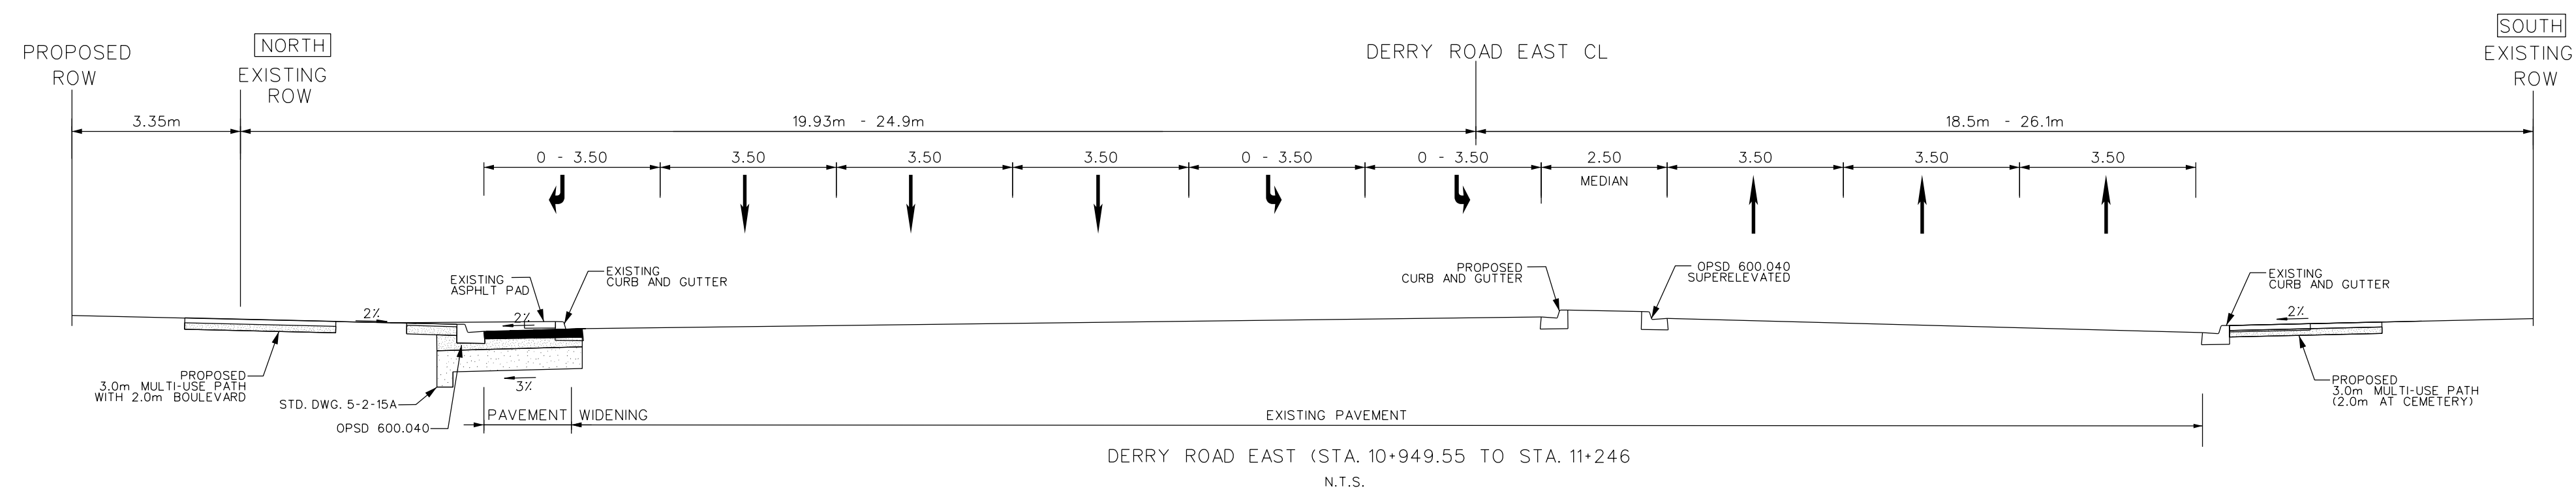 PROPOSED
ROW
NORTH
EXISTING
ROW
DERRY ROAD EAST CL
SOUTH
EXISTING
ROW
3.35m
19.93m - 24.9m
18.5m - 26.1m
0 - 3.50
3.50
3.50
3.50
0 - 3.50
0 - 3.50
2.50
MEDIAN
3.50
3.50
3.50
EXISTING
ASPHLT PAD
EXISTING
CURB AND GUTTER
PROPOSED
CURB AND GUTTER
OPSD 600.040
SUPERELEVATED
EXISTING
CURB AND GUTTER
2%
2%
2%
3%
PROPOSED
3.0m MULTI-USE PATH
WITH 2.0m BOULEVARD
STD. DWG. 5-2-15A
OPSD 600.040
PAVEMENT WIDENING
EXISTING PAVEMENT
PROPOSED
3.0m MULTI-USE PATH
(2.0m AT CEMETERY)
DERRY ROAD EAST (STA. 10+949.55 TO STA. 11+246
N.T.S.